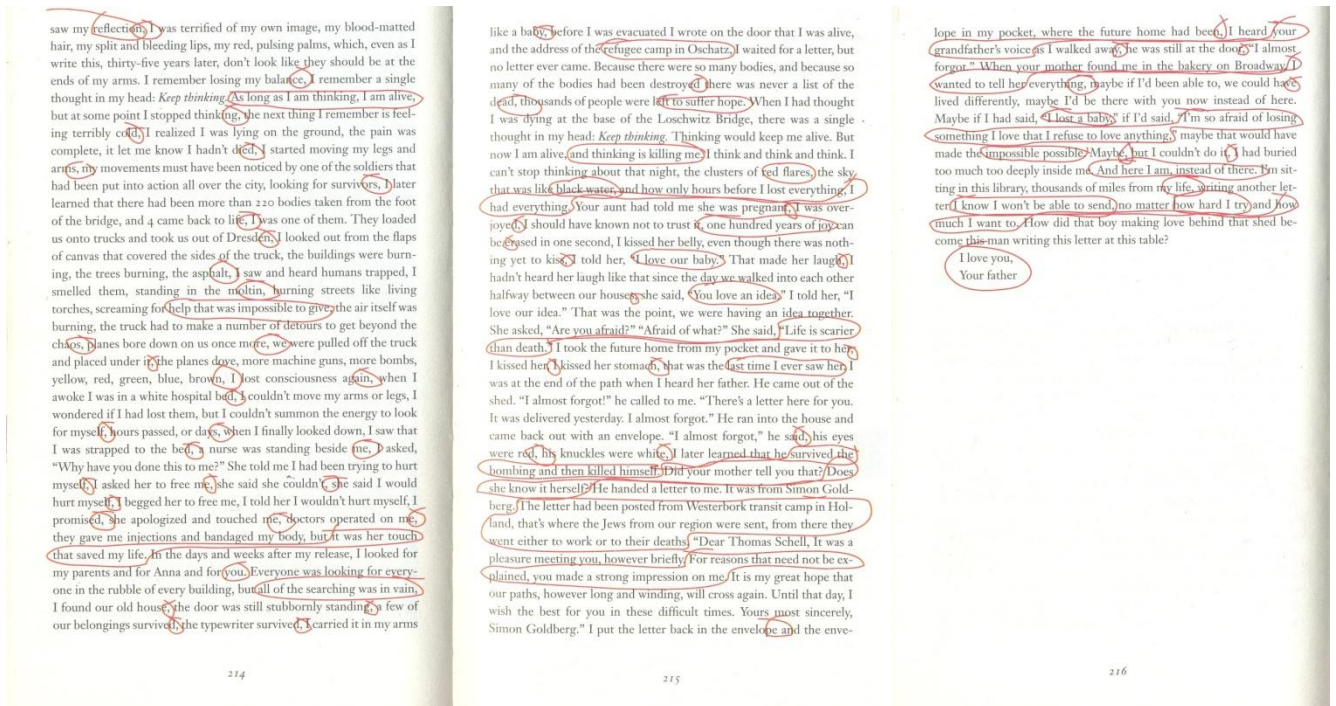 saw my reflection, I was terrified of my own image, my blood-matted
hair, my split and bleeding lips, my red, pulsing palms, which, even as I
write this, thirty-five years later, don't look like they should be at the
ends of my arms. I remember losing my balance, I remember a single
thought in my head: Keep thinking. As long as I am thinking, I am alive,
but at some point I stopped thinking, the next thing I remember is feel-
ing terribly cold, I realized I was lying on the ground, the pain was
complete, it let me know I hadn't died, I started moving my legs and
arms, my movements must have been noticed by one of the soldiers that
had been put into action all over the city, looking for survivors, I later
learned that there had been more than 220 bodies taken from the foot
of the bridge, and 4 came back to life, I was one of them. They loaded
us onto trucks and took us out of Dresden, I looked out from the flaps
of canvas that covered the sides of the truck, the buildings were burn-
ing, the trees burning, the asphalt, I saw and heard humans trapped, I
smelled them, standing in the moltin, burning streets like living
torches, screaming for help that was impossible to give, the air itself was
burning, the truck had to make a number of detours to get beyond the
chaos, planes bore down on us once more, we were pulled off the truck
and placed under it, the planes dove, more machine guns, more bombs,
yellow, red, green, blue, brown, I lost consciousness again, when I
awoke I was in a white hospital bed, I couldn't move my arms or legs, I
wondered if I had lost them, but I couldn't summon the energy to look
for myself, hours passed, or days, when I finally looked down, I saw that
I was strapped to the bed, a nurse was standing beside me, I asked,
"Why have you done this to me?" She told me I had been trying to hurt
myself, I asked her to free me, she said she couldn't, she said I would
hurt myself, I begged her to free me, I told her I wouldn't hurt myself, I
promised, she apologized and touched me, doctors operated on me,
they gave me injections and bandaged my body, but it was her touch
that saved my life. In the days and weeks after my release, I looked for
my parents and for Anna and for you. Everyone was looking for every-
one in the rubble of every building, but all of the searching was in vain,
I found our old house, the door was still stubbornly standing, a few of
our belongings survived, the typewriter survived, I carried it in my arms
214
like a baby, before I was evacuated I wrote on the door that I was alive,
and the address of the refugee camp in Oschatz, I waited for a letter, but
no letter ever came. Because there were so many bodies, and because so
many of the bodies had been destroyed there was never a list of the
dead, thousands of people were left to suffer hope. When I had thought
I was dying at the base of the Loschwitz Bridge, there was a single
thought in my head: Keep thinking. Thinking would keep me alive. But
now I am alive, and thinking is killing me. I think and think and think. I
can't stop thinking about that night, the clusters of red flares, the sky
that was like black water, and how only hours before I lost everything, I
had everything. Your aunt had told me she was pregnant, I was over-
joyed, I should have known not to trust it, one hundred years of joy can
be erased in one second, I kissed her belly, even though there was noth-
ing yet to kiss, I told her, "I love our baby." That made her laugh, I
hadn't heard her laugh like that since the day we walked into each other
halfway between our houses, she said, "You love an idea." I told her, "I
love our idea." That was the point, we were having an idea together.
She asked, "Are you afraid?" "Afraid of what?" She said, "Life is scarier
than death." I took the future home from my pocket and gave it to her,
I kissed her, I kissed her stomach, that was the last time I ever saw her, I
was at the end of the path when I heard her father. He came out of the
shed. "I almost forgot!" he called to me. "There's a letter here for you.
It was delivered yesterday. I almost forgot." He ran into the house and
came back out with an envelope. "I almost forgot," he said, his eyes
were red, his knuckles were white, I later learned that he survived the
bombing and then killed himself. Did your mother tell you that? Does
she know it herself? He handed a letter to me. It was from Simon Gold-
berg. The letter had been posted from Westerbork transit camp in Hol-
land, that's where the Jews from our region were sent, from there they
went either to work or to their deaths. "Dear Thomas Schell, It was a
pleasure meeting you, however briefly. For reasons that need not be ex-
plained, you made a strong impression on me. It is my great hope that
our paths, however long and winding, will cross again. Until that day, I
wish the best for you in these difficult times. Yours most sincerely,
Simon Goldberg." I put the letter back in the envelope and the enve-
215
lope in my pocket, where the future home had been, I heard your
grandfather's voice as I walked away, he was still at the door, "I almost
forgot." When your mother found me in the bakery on Broadway, I
wanted to tell her everything, maybe if I'd been able to, we could have
lived differently, maybe I'd be there with you now instead of here.
Maybe if I had said, "I lost a baby," if I'd said, "I'm so afraid of losing
something I love that I refuse to love anything," maybe that would have
made the impossible possible. Maybe, but I couldn't do it, I had buried
too much too deeply inside me. And here I am, instead of there. I'm sit-
ting in this library, thousands of miles from my life, writing another let-
ter I know I won't be able to send, no matter how hard I try and how
much I want to. How did that boy making love behind that shed be-
come this man writing this letter at this table?
I love you,
Your father
216